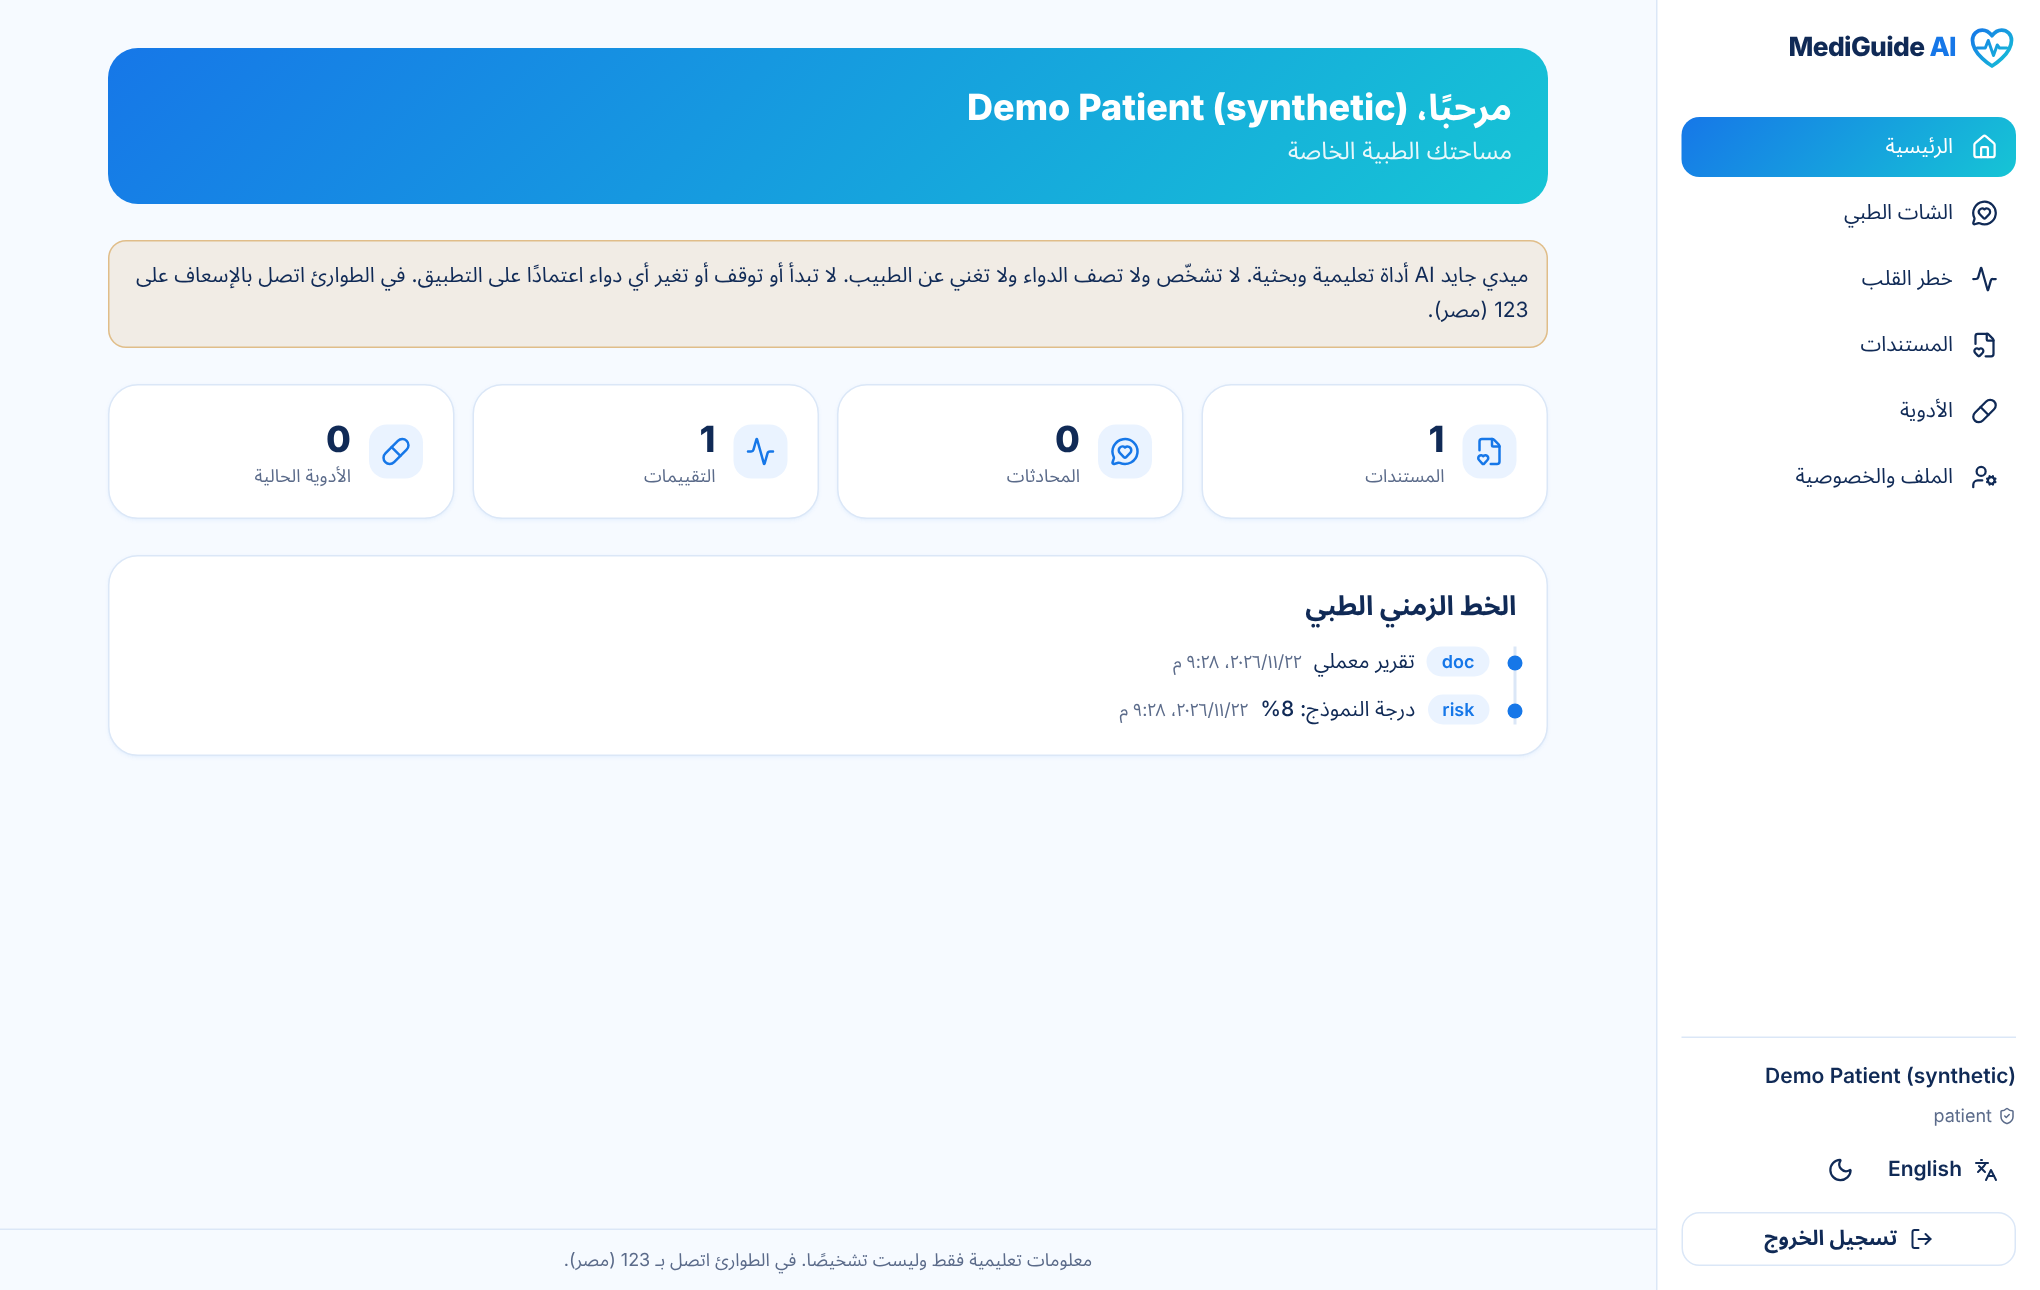 MediGuide AI
الرئيسية
الشات الطبي
خطر القلب
المستندات
الأدوية
الملف والخصوصية
Demo Patient (synthetic)
patient
English
تسجيل الخروج
مرحبًا، Demo Patient (synthetic)
مساحتك الطبية الخاصة
ميدي جايد AI أداة تعليمية وبحثية. لا تشخّص ولا تصف الدواء ولا تغني عن الطبيب. لا تبدأ أو توقف أو تغير أي دواء اعتمادًا على التطبيق. في الطوارئ اتصل بالإسعاف على
123 (مصر).
1
المستندات
0
المحادثات
1
التقييمات
0
الأدوية الحالية
الخط الزمني الطبي
doc تقرير معملي ٢٠٢٦/١١/٢٢، ٩:٢٨ م
risk درجة النموذج: 8% ٢٠٢٦/١١/٢٢، ٩:٢٨ م
معلومات تعليمية فقط وليست تشخيصًا. في الطوارئ اتصل بـ 123 (مصر).